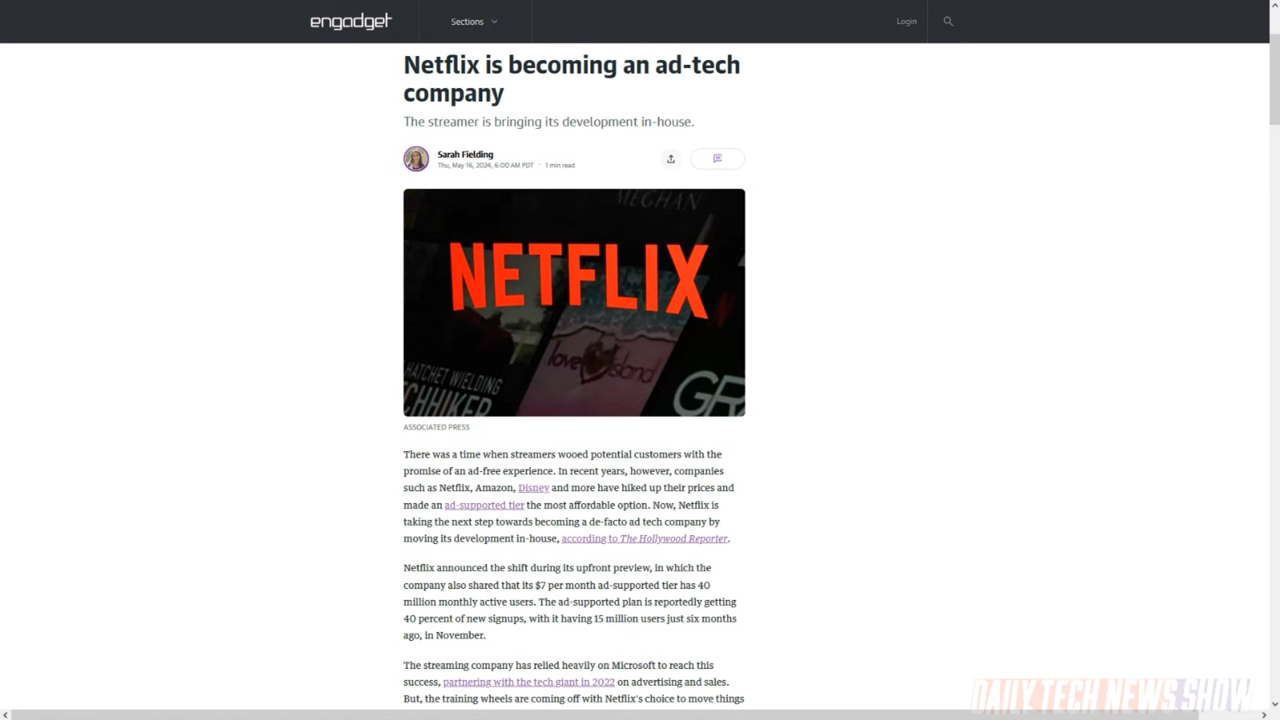 engadget
Sections
Login
Netflix is becoming an ad-tech
company
The streamer is bringing its development in-house.
Sarah Fielding
Thu, May 16, 2024, 6:00 AM PDT · 1 min read
MEGHAN
NETFLIX
love island
HATCHET WIELDING
CHHIKER
GR
ASSOCIATED PRESS
There was a time when streamers wooed potential customers with the
promise of an ad-free experience. In recent years, however, companies
such as Netflix, Amazon, Disney and more have hiked up their prices and
made an ad-supported tier the most affordable option. Now, Netflix is
taking the next step towards becoming a de-facto ad tech company by
moving its development in-house, according to The Hollywood Reporter.
Netflix announced the shift during its upfront preview, in which the
company also shared that its $7 per month ad-supported tier has 40
million monthly active users. The ad-supported plan is reportedly getting
40 percent of new signups, with it having 15 million users just six months
ago, in November.
The streaming company has relied heavily on Microsoft to reach this
success, partnering with the tech giant in 2022 on advertising and sales.
But, the training wheels are coming off with Netflix's choice to move things
DAILY TECH NEWS SHOW